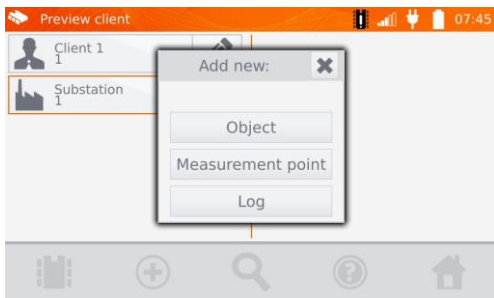 Preview client
07:45
Client 1
1
Substation
1
Add new:
Object
Measurement point
Log